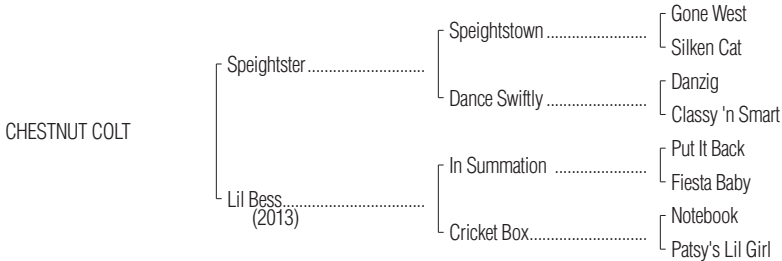 Gone West
Speightstown
Silken Cat
Speightster
Danzig
Dance Swiftly
Classy 'n Smart
CHESTNUT COLT
Put It Back
In Summation
Fiesta Baby
Lil Bess
(2013)
Notebook
Cricket Box
Patsy's Lil Girl